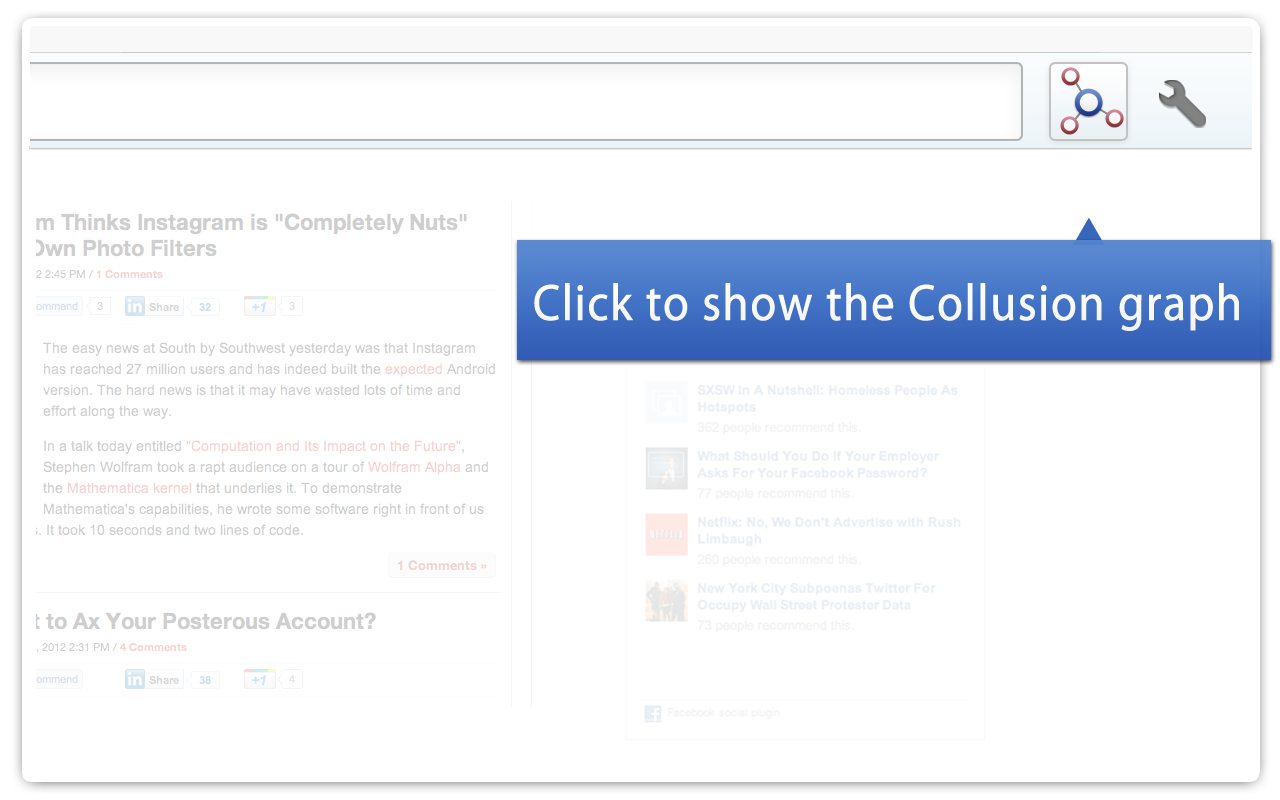 Click to show the Collusion graph
m Thinks Instagram is "Completely Nuts"
Own Photo Filters
2 2:45 PM / 1 Comments
ommend 3 in Share 32 +1 3
The easy news at South by Southwest yesterday was that Instagram
has reached 27 million users and has indeed built the expected Android
version. The hard news is that it may have wasted lots of time and
effort along the way.
In a talk today entitled "Computation and Its Impact on the Future",
Stephen Wolfram took a rapt audience on a tour of Wolfram Alpha and
the Mathematica kernel that underlies it. To demonstrate
Mathematica's capabilities, he wrote some software right in front of us
s. It took 10 seconds and two lines of code.
1 Comments »
t to Ax Your Posterous Account?
, 2012 2:31 PM / 4 Comments
ommend in Share 38 +1 4
SXSW In A Nutshell: Homeless People As
Hotspots
362 people recommend this.
What Should You Do If Your Employer
Asks For Your Facebook Password?
77 people recommend this.
NETFLIX
Netflix: No, We Don't Advertise with Rush
Limbaugh
260 people recommend this.
New York City Subpoenas Twitter For
Occupy Wall Street Protester Data
73 people recommend this.
f Facebook social plugin